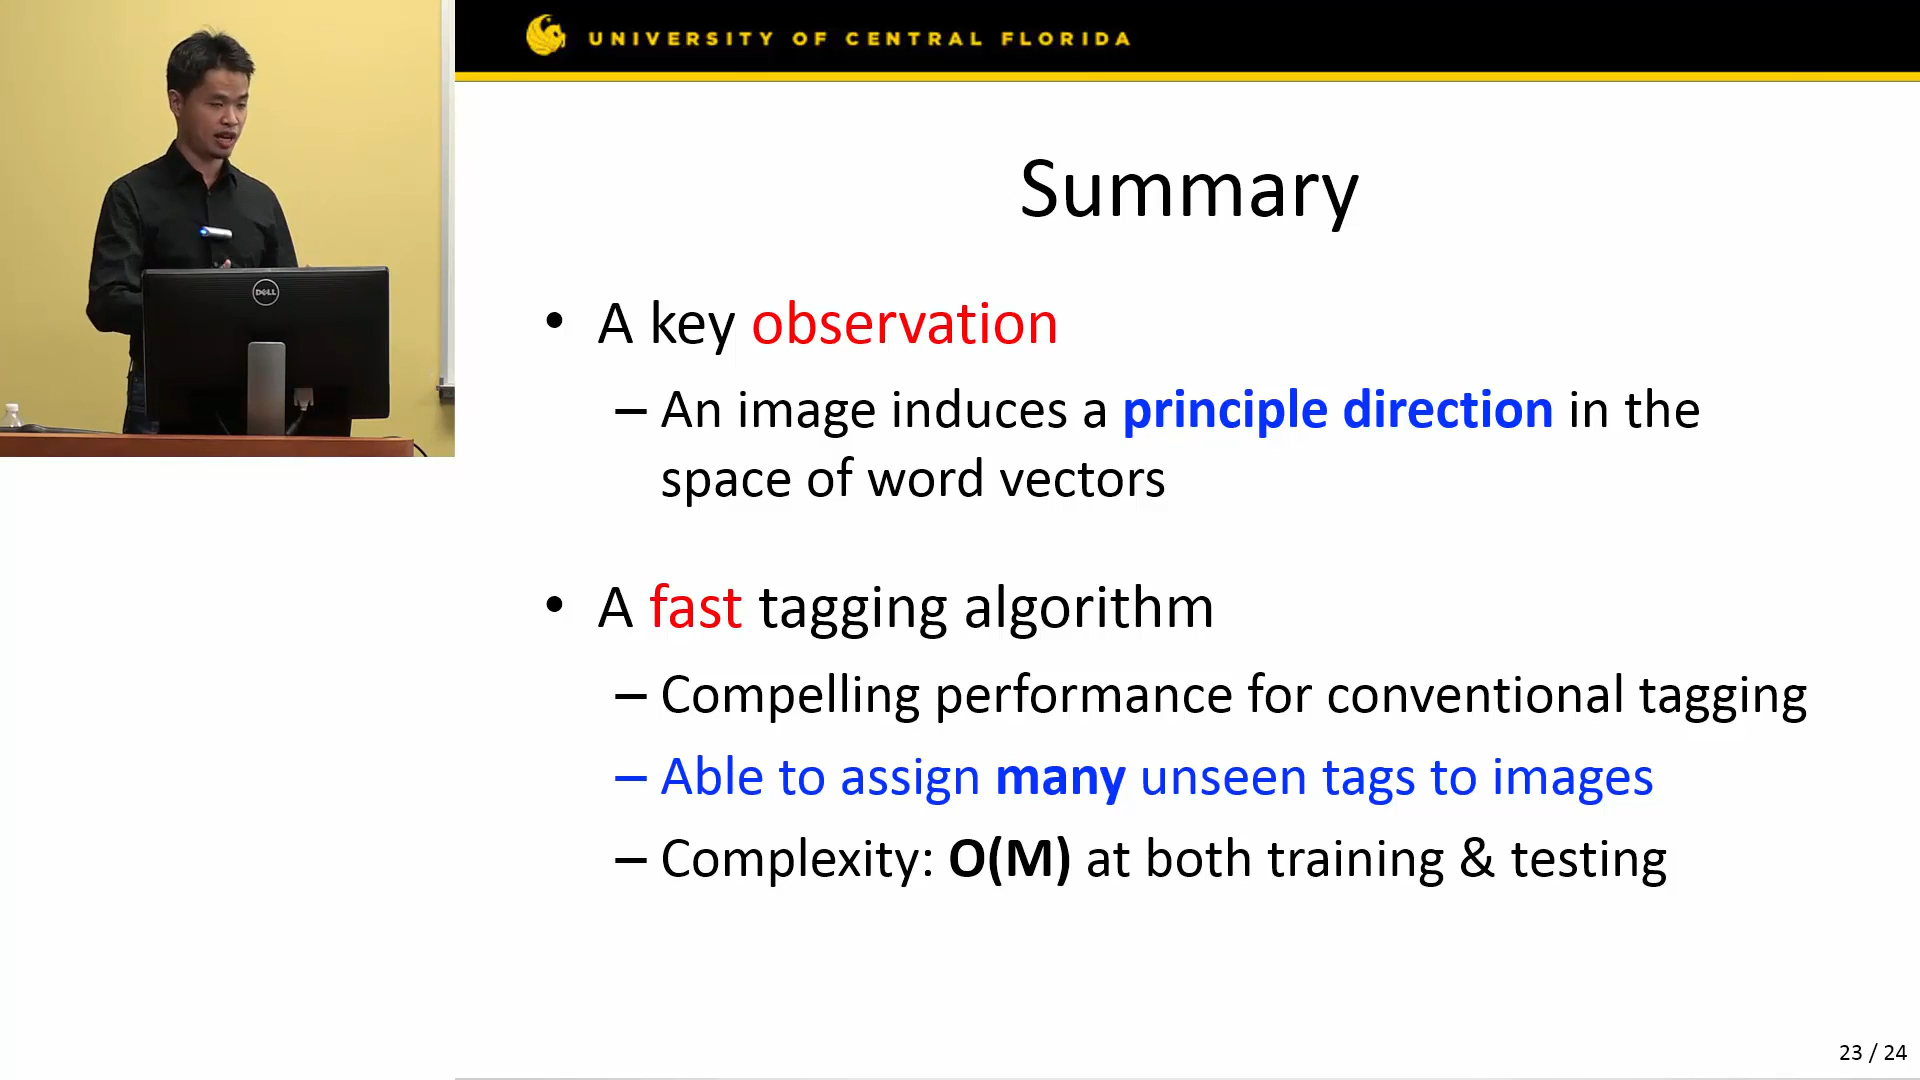 UNIVERSITY OF CENTRAL FLORIDA
DELL
Summary
• A key observation
– An image induces a principle direction in the
space of word vectors
• A fast tagging algorithm
– Compelling performance for conventional tagging
– Able to assign many unseen tags to images
– Complexity: O(M) at both training & testing
23 / 24